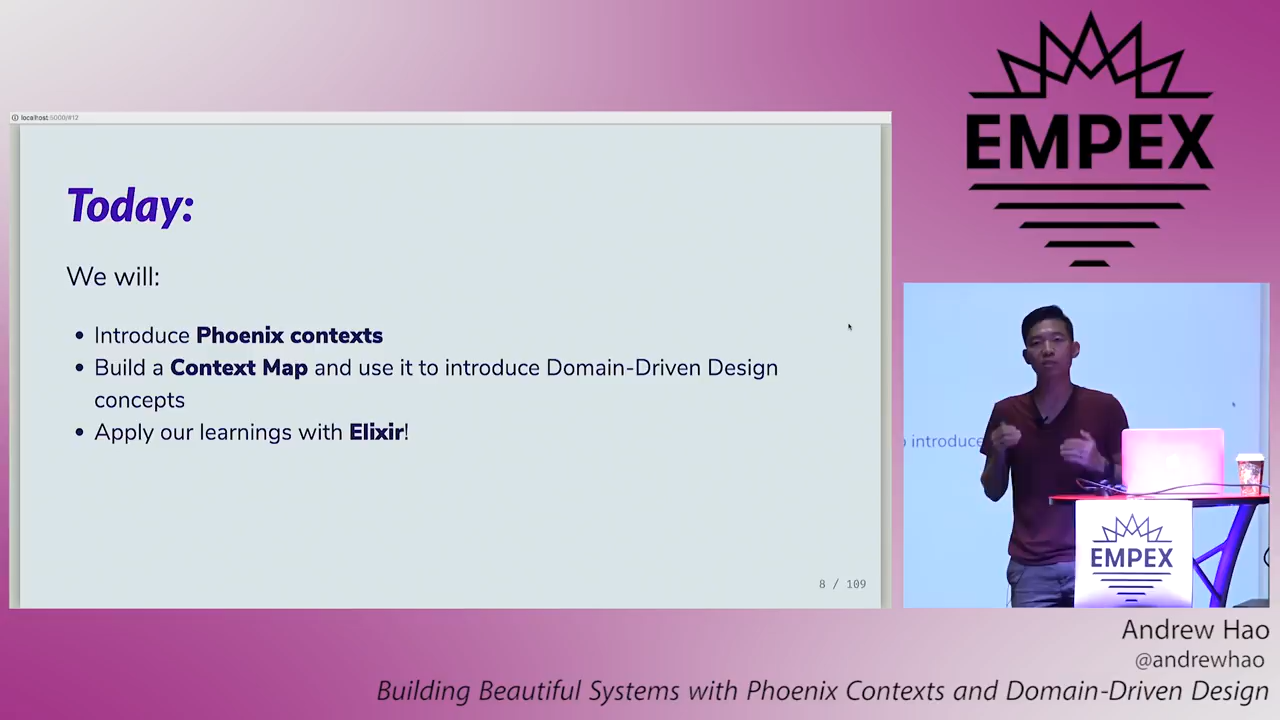 EMPEX
localhost:5000/#12
Today:
We will:
• Introduce Phoenix contexts
• Build a Context Map and use it to introduce Domain-Driven Design
concepts
• Apply our learnings with Elixir!
8 / 109
o introduce
EMPEX
Andrew Hao
@andrewhao
Building Beautiful Systems with Phoenix Contexts and Domain-Driven Design